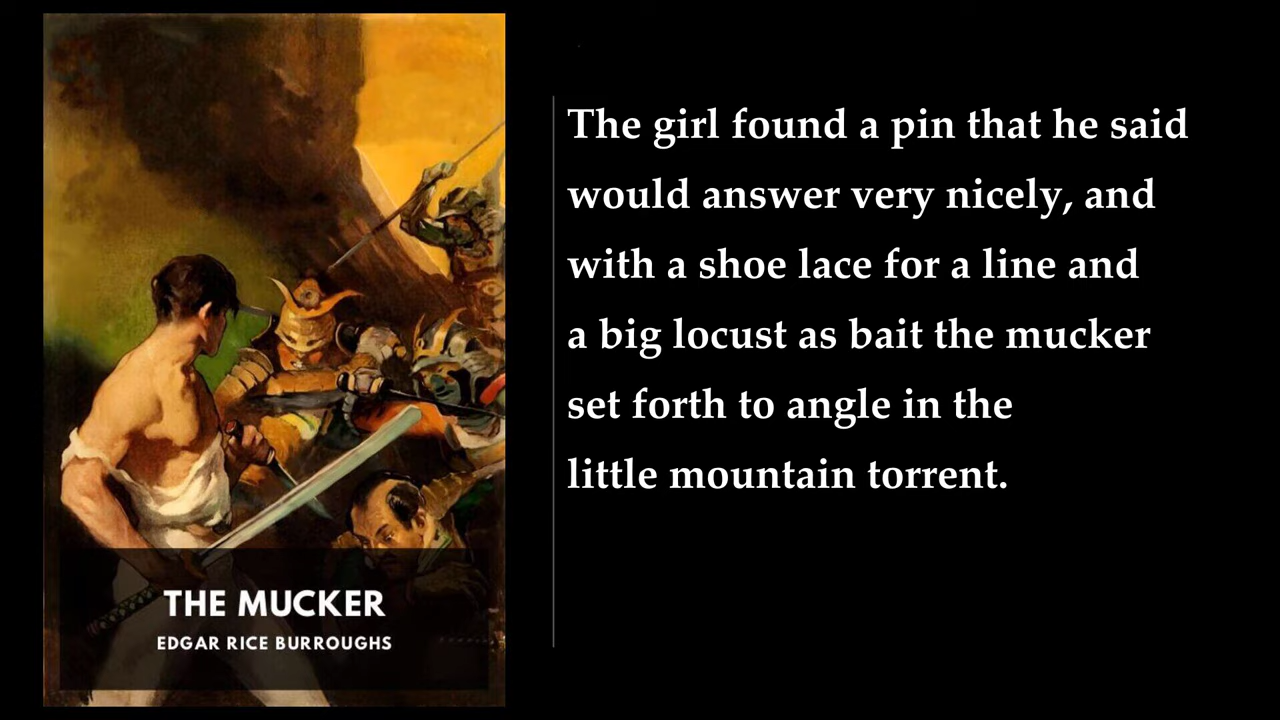 The girl found a pin that he said
would answer very nicely, and
with a shoe lace for a line and
a big locust as bait the mucker
set forth to angle in the
little mountain torrent.
THE MUCKER
EDGAR RICE BURROUGHS